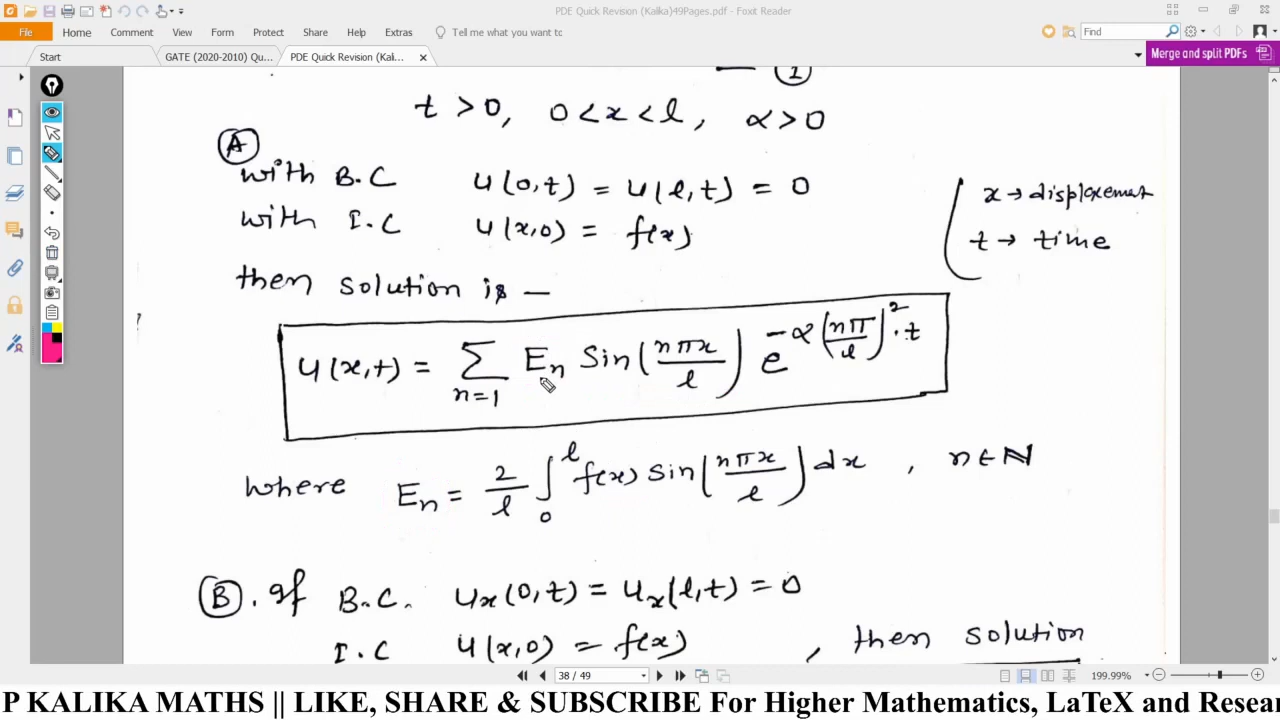 PDE Quick Revision (Kalika)49Pages.pdf - Foxit Reader
File Home Comment View Form Protect Share Help Extras Tell me what you want tc Find
Start GATE (2020-2010) Qu... PDE Quick Revision (Kali... Merge and split PDFs
— ①
t > 0, 0 < x < l, α > 0
Ⓐ
with B.C u(0,t) = u(l,t) = 0
with I.C u(x,0) = f(x)
x → displacement
t → time
then solution is —
u(x,t) = ∑_{n=1} E_n Sin(nπx/l) e^{-α(nπ/l)^2·t}
where E_n = 2/l ∫_0^l f(x) sin(nπx/l) dx , n ∈ ℕ
Ⓑ. If B.C. u_x(0,t) = u_x(l,t) = 0
I.C u(x,0) = f(x) , then solution
38 / 49 199.99%
P KALIKA MATHS || LIKE, SHARE & SUBSCRIBE For Higher Mathematics, LaTeX and Resear